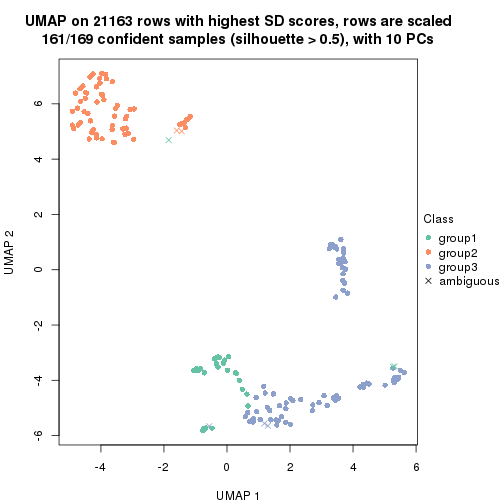 UMAP on 21163 rows with highest SD scores, rows are scaled
161/169 confident samples (silhouette > 0.5), with 10 PCs
6
4
2
0
-2
-4
-6
UMAP 2
-4
-2
0
2
4
6
UMAP 1
Class
group1
group2
group3
ambiguous